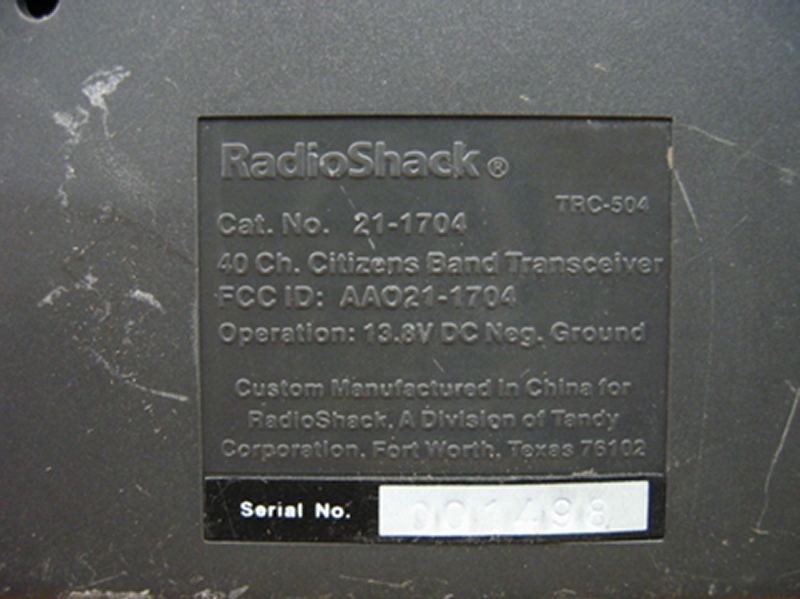 RadioShack®
TRC-504
Cat. No. 21-1704
40 Ch. Citizens Band Transceiver
FCC ID: AAO21-1704
Operation: 13.8V DC Neg. Ground
Custom Manufactured in China for
RadioShack, A Division of Tandy
Corporation, Fort Worth, Texas 76102
Serial No. 001498